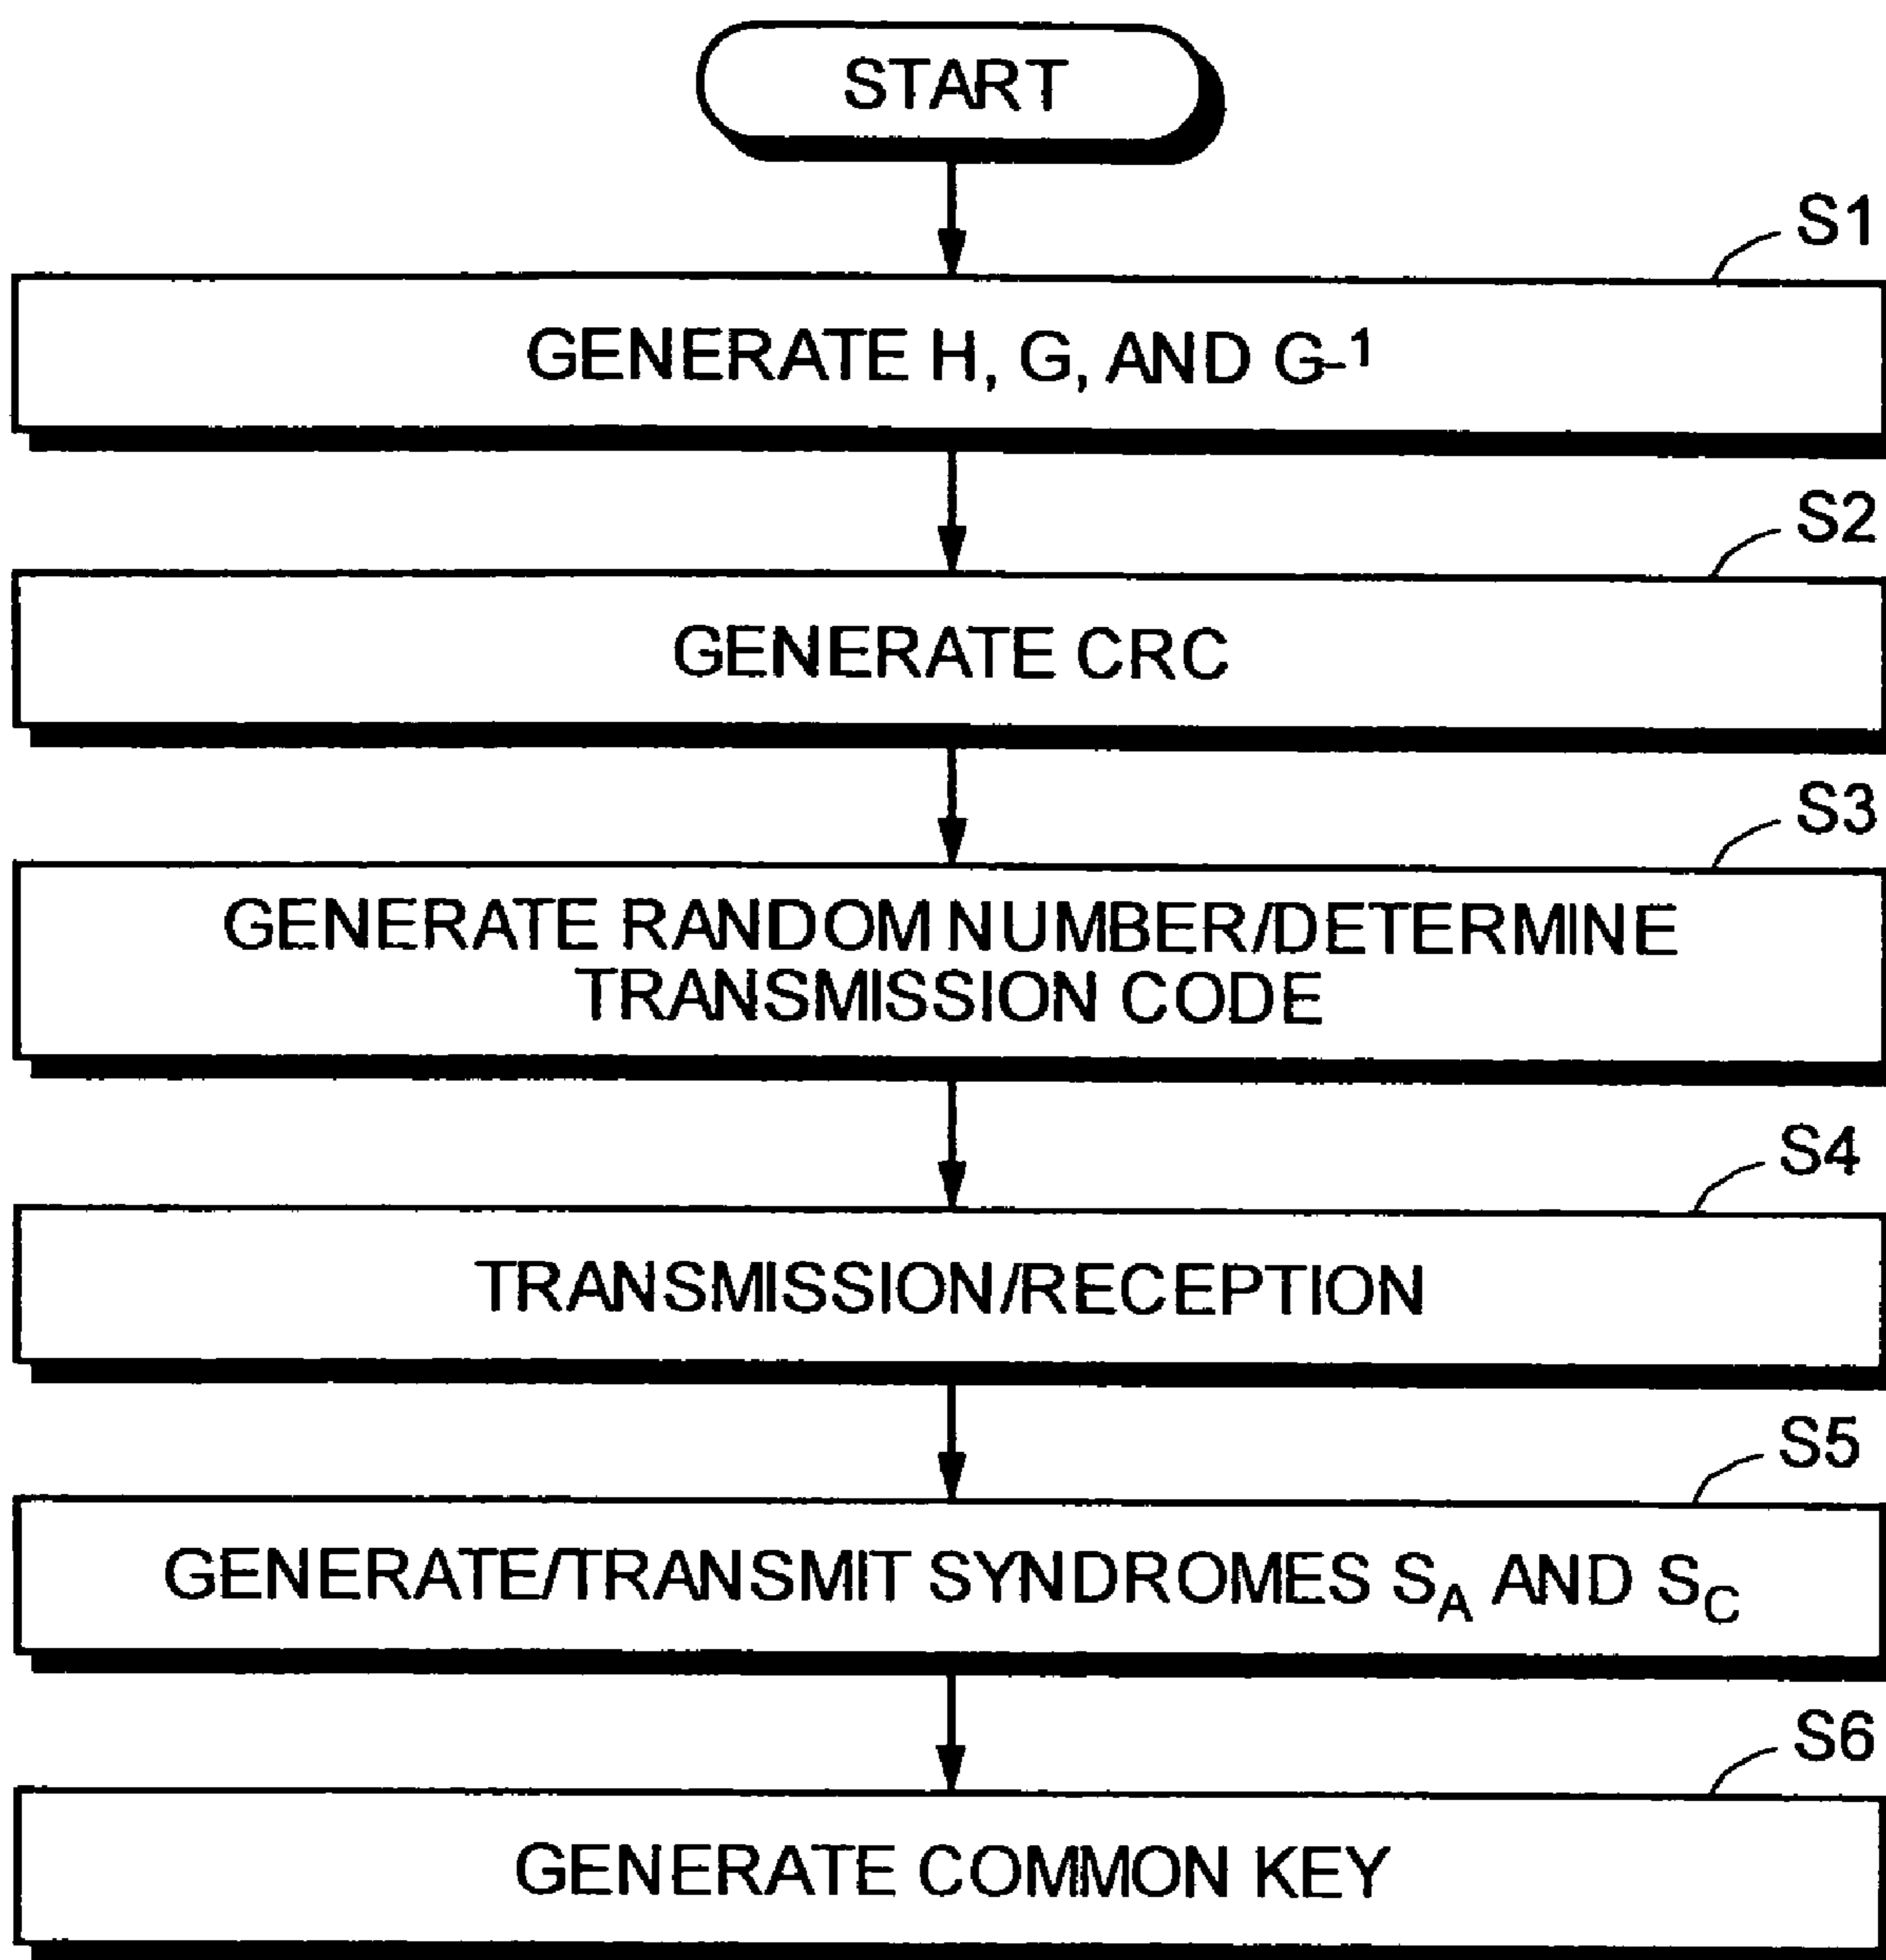 START
S1
GENERATE H, G, AND G-1
S2
GENERATE CRC
S3
GENERATE RANDOM NUMBER/DETERMINE
TRANSMISSION CODE
S4
TRANSMISSION/RECEPTION
S5
GENERATE/TRANSMIT SYNDROMES SA AND SC
S6
GENERATE COMMON KEY